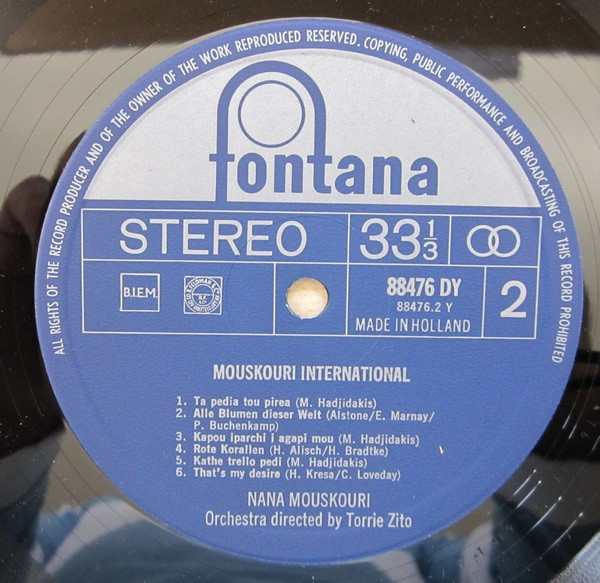 ALL RIGHTS OF THE RECORD PRODUCER AND OF THE OWNER OF THE WORK REPRODUCED RESERVED. COPYING, PUBLIC PERFORMANCE AND BROADCASTING OF THIS RECORD PROHIBITED
fontana
STEREO
33 1/3
B.I.E.M.
88476 DY
88476.2 Y
MADE IN HOLLAND
2
MOUSKOURI INTERNATIONAL
1. Ta pedia tou pirea (M. Hadjidakis)
2. Alle Blumen dieser Welt (Alstone/E. Marnay/
P. Buchenkamp)
3. Kapou iparchi i agapi mou (M. Hadjidakis)
4. Rote Korallen (H. Alisch/H. Bradtke)
5. Kathe trello pedi (M. Hadjidakis)
6. That's my desire (H. Kresa/C. Loveday)
NANA MOUSKOURI
Orchestra directed by Torrie Zito